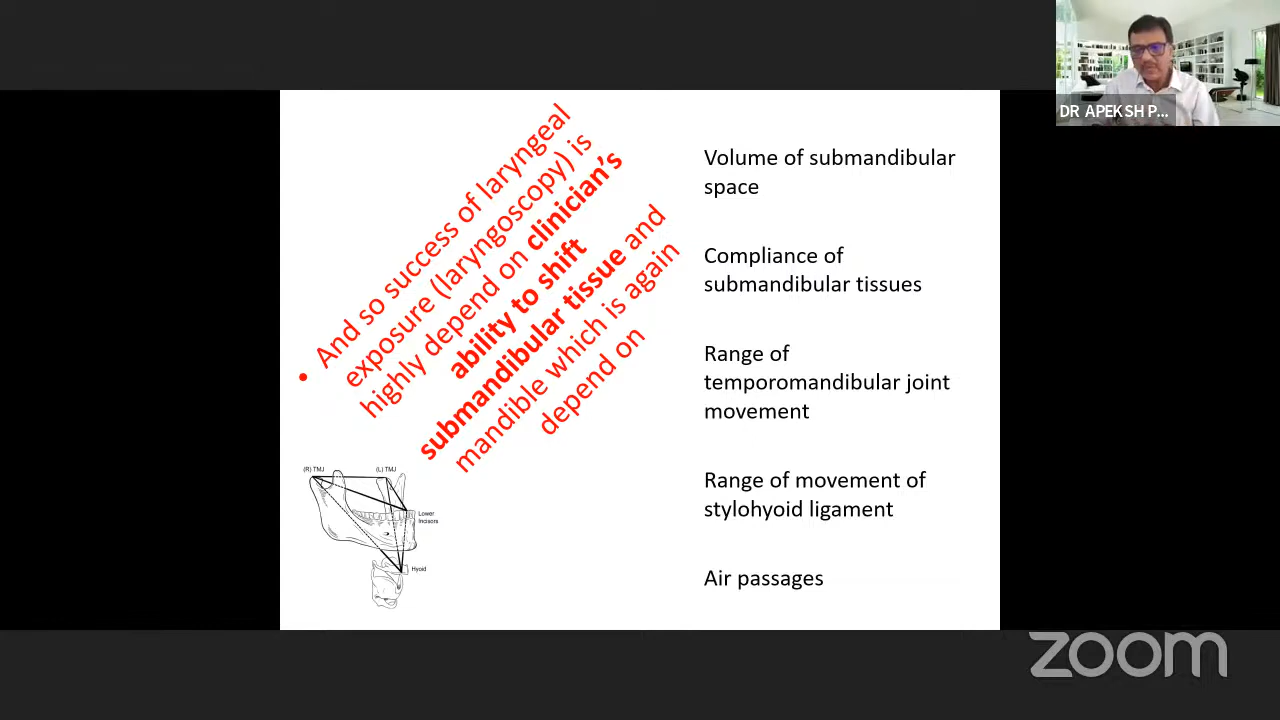 DR APEKSH P...
• And so success of laryngeal
exposure (laryngoscopy) is
highly depend on clinician's
ability to shift
submandibular tissue and
mandible which is again
depend on
Volume of submandibular
space
Compliance of
submandibular tissues
Range of
temporomandibular joint
movement
Range of movement of
stylohyoid ligament
Air passages
(R) TMJ
(L) TMJ
Lower
Incisors
Hyoid
zoom